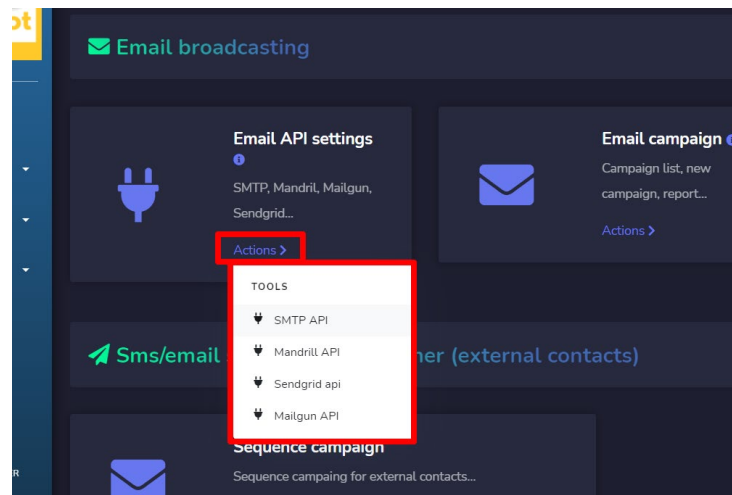 ot
Email broadcasting
Email API settings
SMTP, Mandril, Mailgun,
Sendgrid...
Actions
Email campaign
Campaign list, new
campaign, report...
Actions
TOOLS
SMTP API
Mandrill API
Sendgrid api
Mailgun API
Sms/email
ner (external contacts)
Sequence campaign
Sequence campaing for external contacts...
R